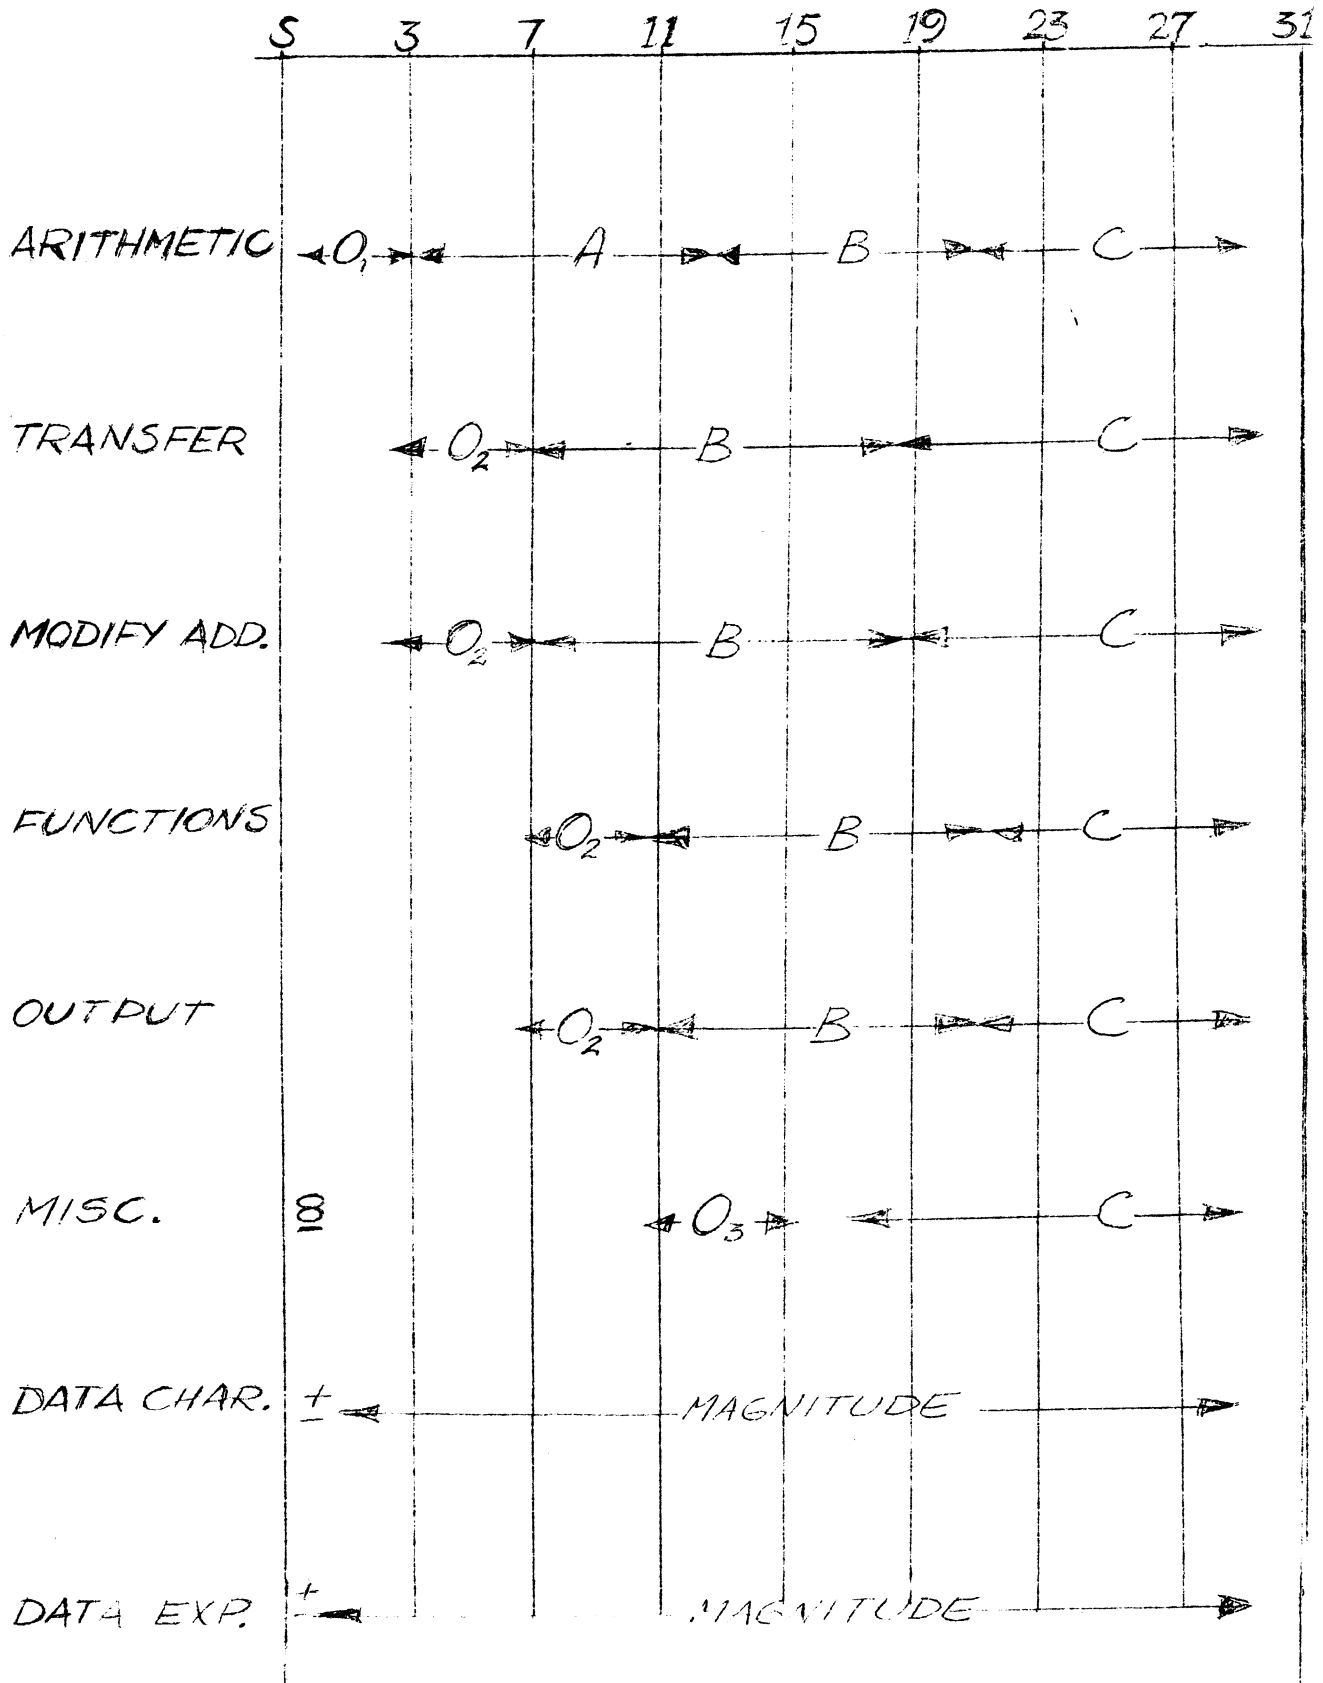 S 3 7 11 15 19 23 27 31
ARITHMETIC O₁ A B C
TRANSFER O₂ B C
MODIFY ADD. O₂ B C
FUNCTIONS O₂ B C
OUTPUT O₂ B C
MISC. O₃ C
DATA CHAR. ± MAGNITUDE
DATA EXP. ± MAGNITUDE